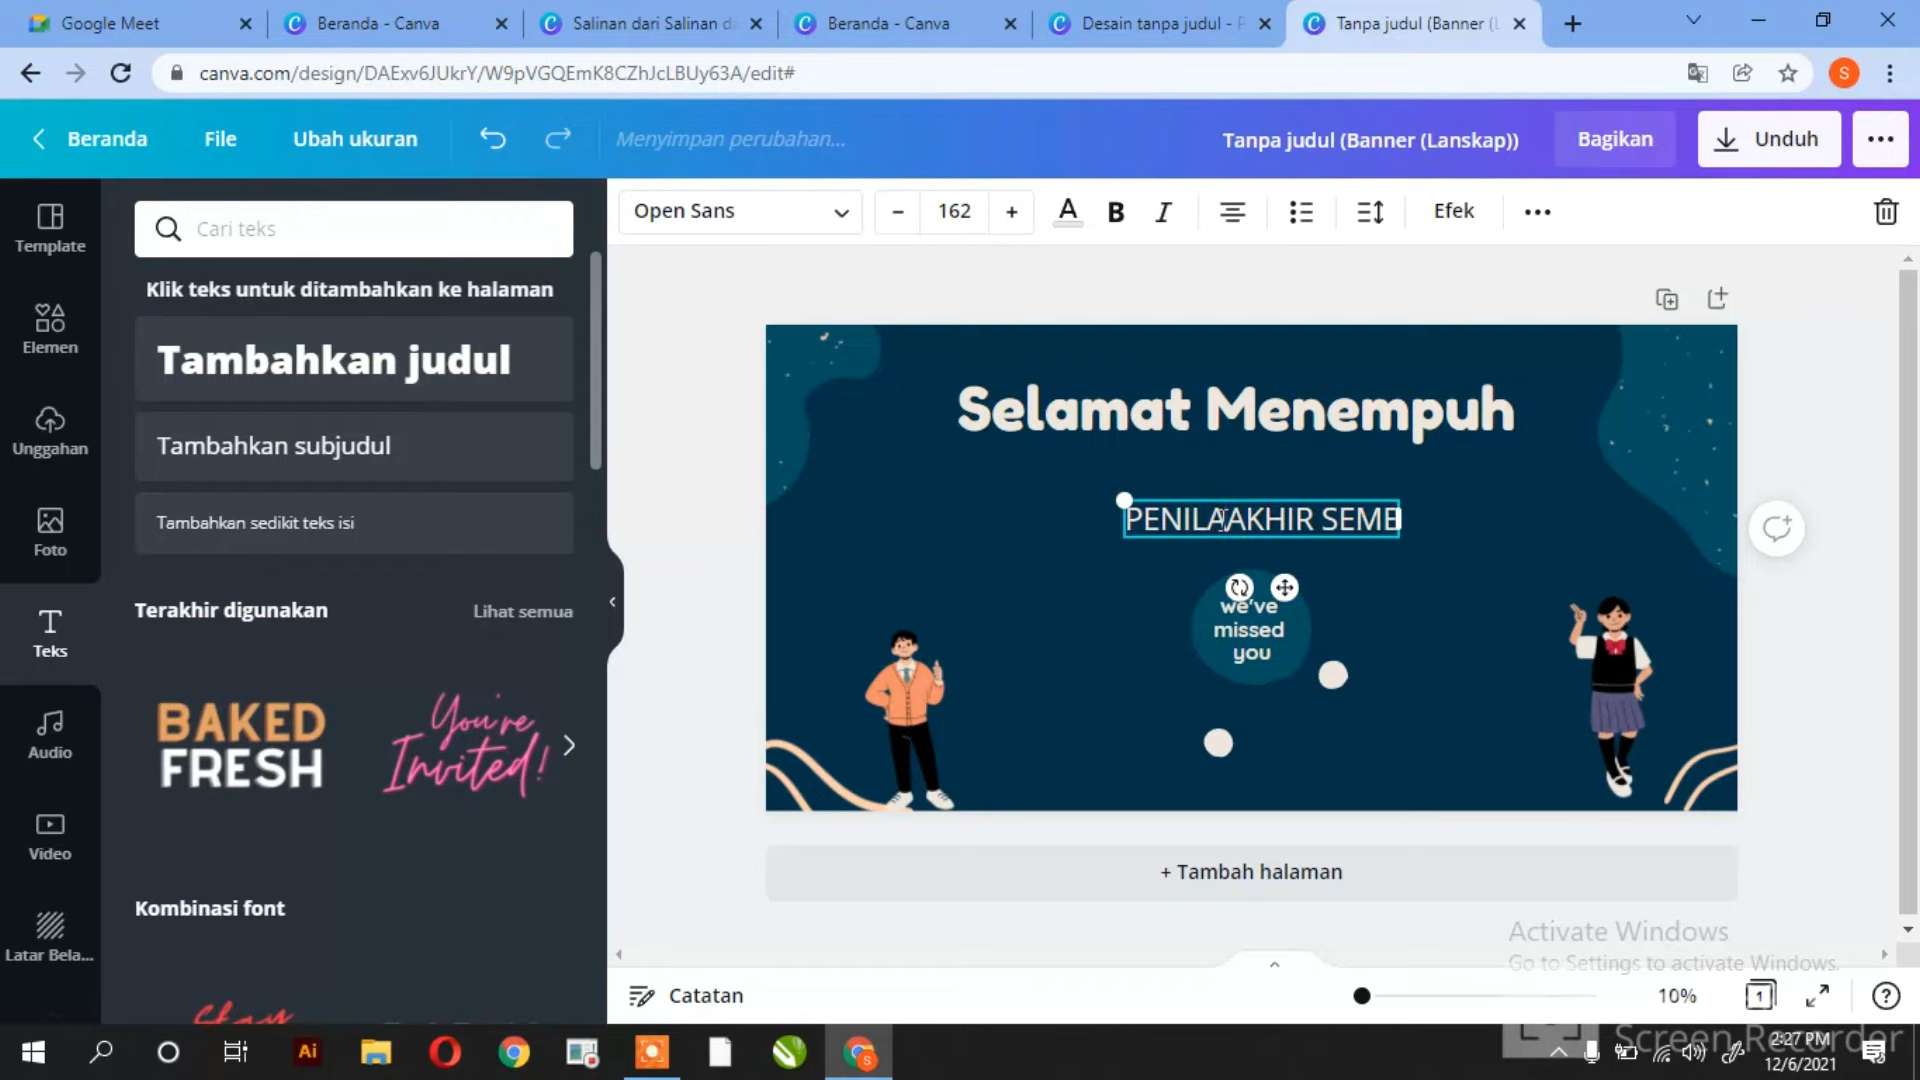 Google Meet
Beranda - Canva
Salinan dari Salinan d
Beranda - Canva
Desain tanpa judul - P
Tanpa judul (Banner (L
canva.com/design/DAExv6JUkrY/W9pVGQEmK8CZhJcLBUy63A/edit#
S
Beranda
File
Ubah ukuran
Menyimpan perubahan...
Tanpa judul (Banner (Lanskap))
Bagikan
Unduh
Template
Elemen
Unggahan
Foto
Teks
Audio
Video
Latar Bela...
Cari teks
Klik teks untuk ditambahkan ke halaman
Tambahkan judul
Tambahkan subjudul
Tambahkan sedikit teks isi
Terakhir digunakan
Lihat semua
BAKED
FRESH
You're
Invited!
Kombinasi font
Stay
Open Sans
162
A
B
I
Efek
Selamat Menempuh
PENILAAKHIR SEME
we've
missed
you
+ Tambah halaman
Activate Windows
Go to Settings to activate Windows.
Catatan
10%
1
Ai
S
Screen Recorder
2:27 PM
12/6/2021